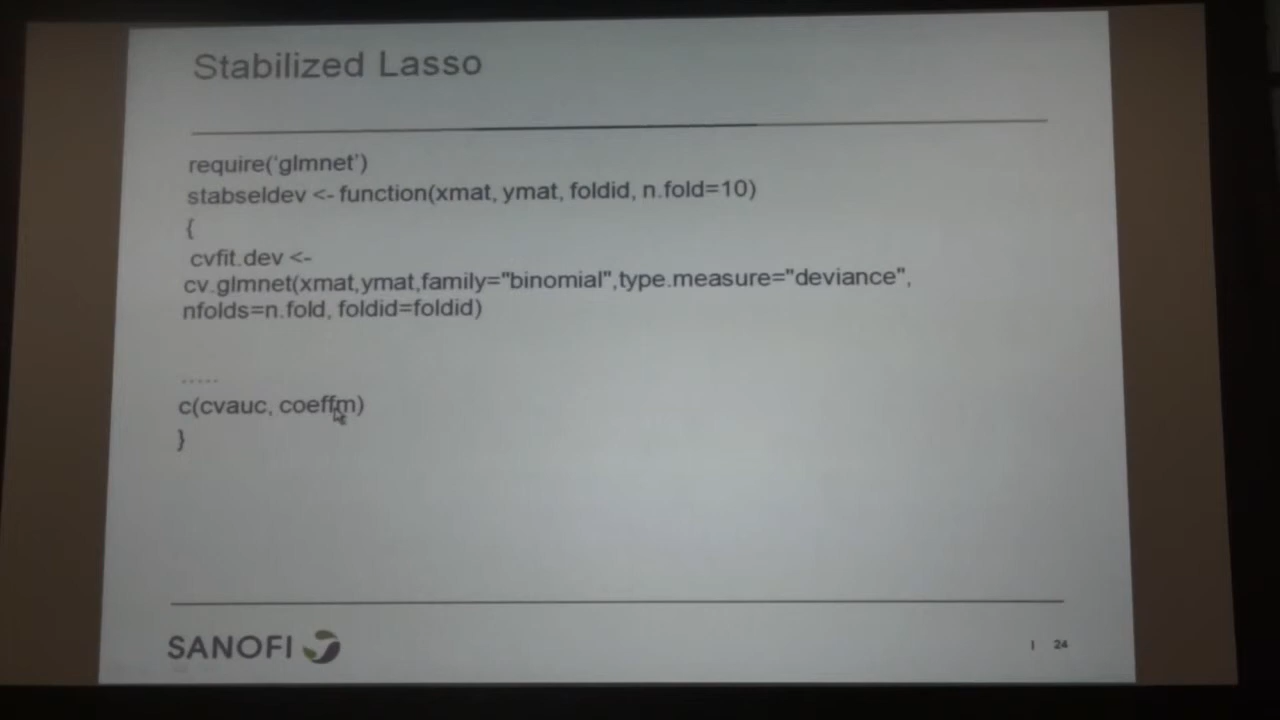 Stabilized Lasso
require('glmnet')
stabseldev <- function(xmat, ymat, foldid, n.fold=10)
{
cvfit.dev <-
cv.glmnet(xmat,ymat,family="binomial",type.measure="deviance",
nfolds=n.fold, foldid=foldid)
.....
c(cvauc, coeffm)
}
SANOFI
| 24